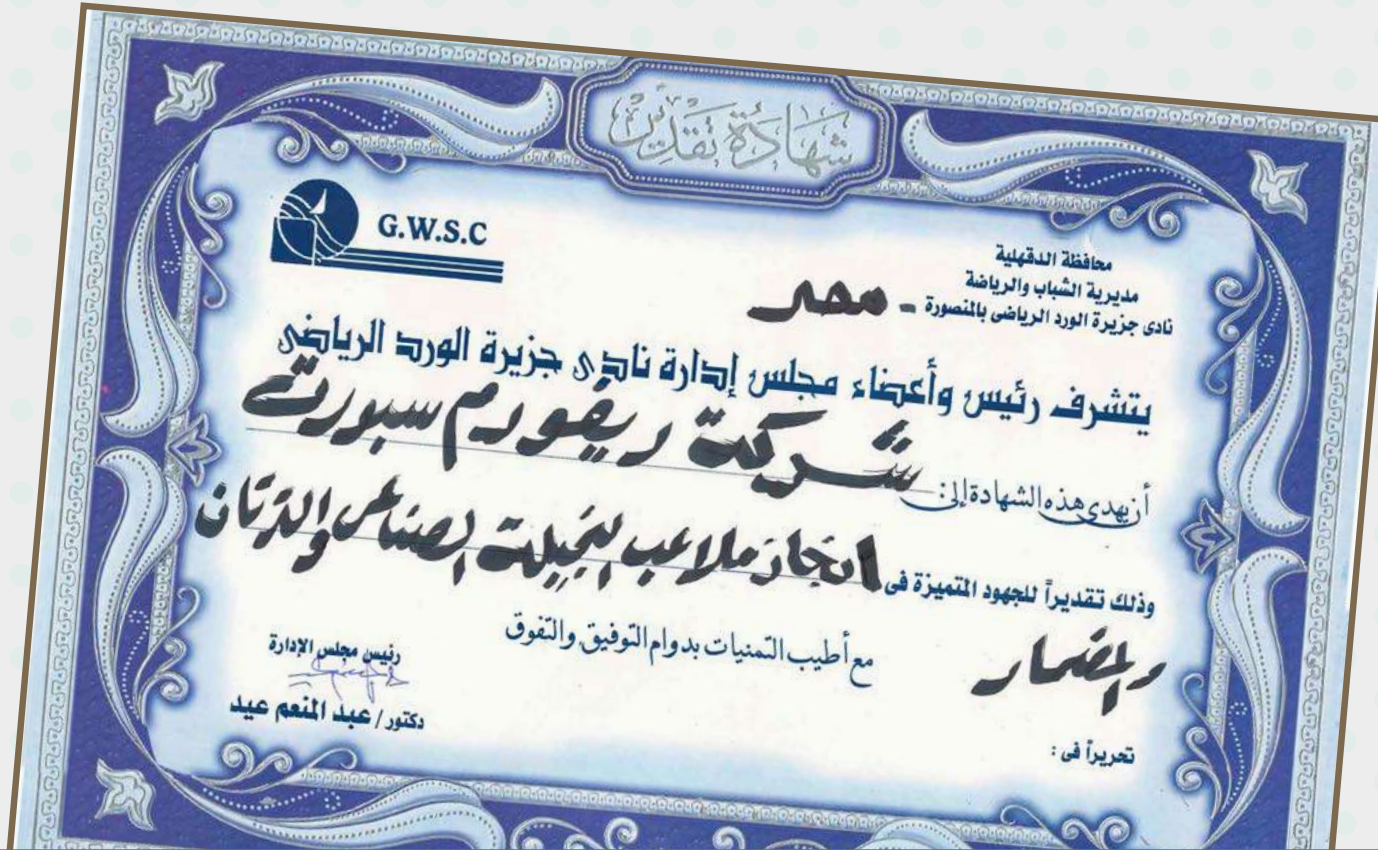 شهادة تقدير
G.W.S.C
محافظة الدقهلية
مديرية الشباب والرياضة
نادى جزيرة الورد الرياضى بالمنصورة - مصر
يتشرف رئيس وأعضاء مجلس إدارة نادى جزيرة الورد الرياضى
أن يهدى هذه الشهادة إلى: شركة ريفورم سبورت
وذلك تقديراً للجهود المتميزة فى انجاز ملاعب النجيلة الصناعى والترتان
والمضمار
مع أطيب التمنيات بدوام التوفيق والتفوق
رئيس مجلس الإدارة
دكتور / عبد المنعم عيد
تحريراً فى :